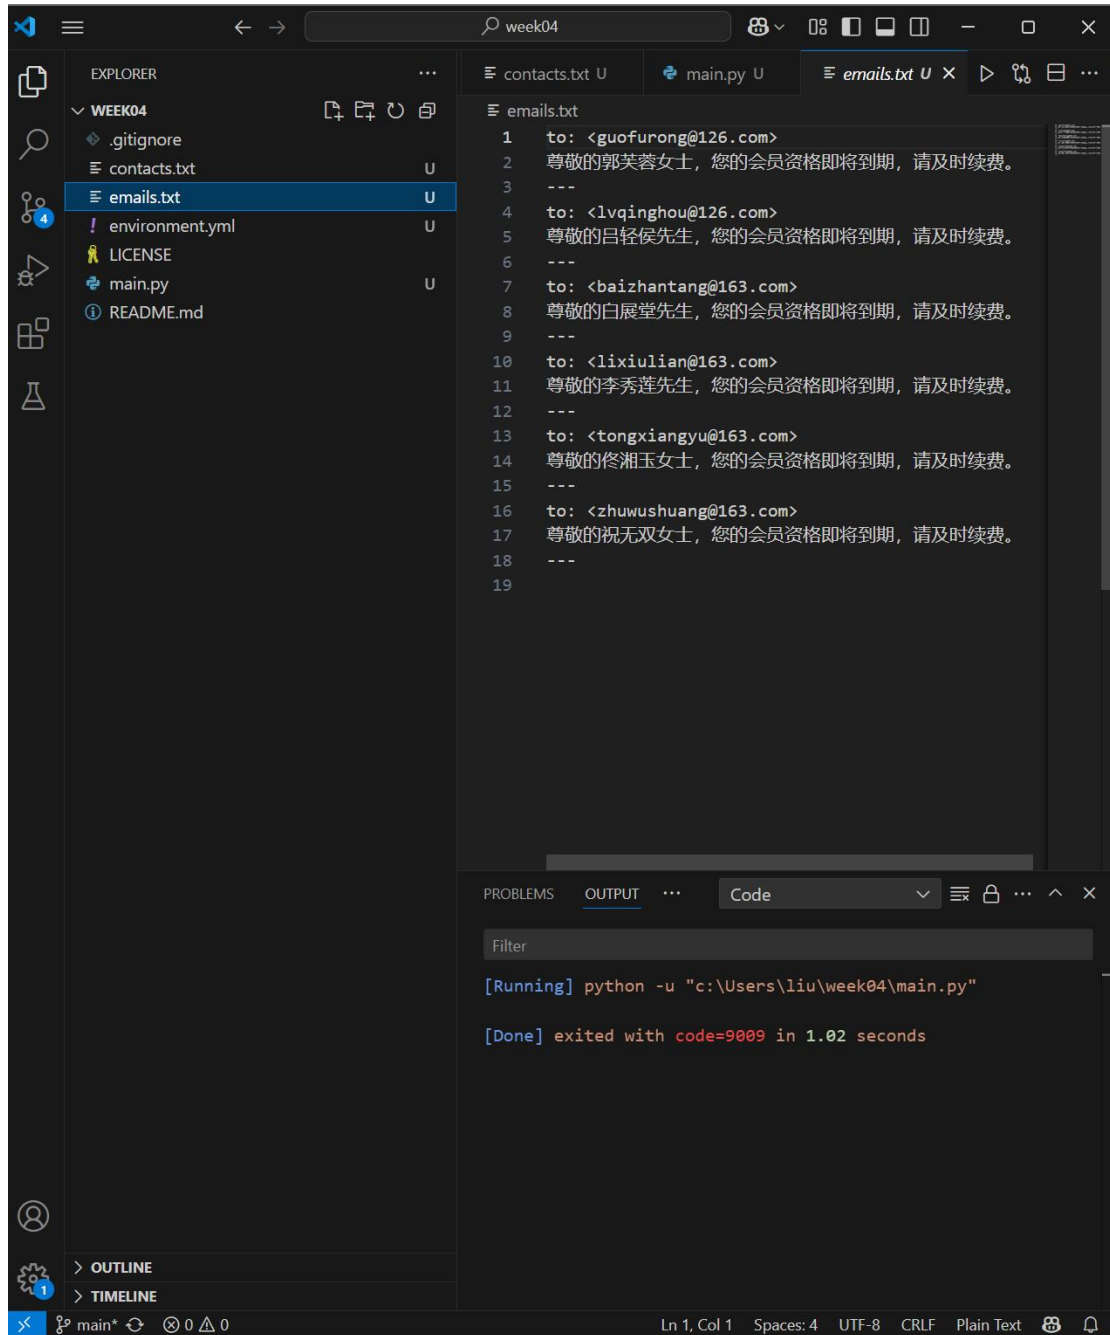 week04
EXPLORER
WEEK04
.gitignore
contacts.txt U
emails.txt U
environment.yml U
LICENSE
main.py U
README.md
OUTLINE
TIMELINE
contacts.txt U main.py U emails.txt U
emails.txt
1 to: <guofurong@126.com>
2 尊敬的郭芙蓉女士，您的会员资格即将到期，请及时续费。
3 ---
4 to: <lvqinghou@126.com>
5 尊敬的吕轻侯先生，您的会员资格即将到期，请及时续费。
6 ---
7 to: <baizhantang@163.com>
8 尊敬的白展堂先生，您的会员资格即将到期，请及时续费。
9 ---
10 to: <lixiulian@163.com>
11 尊敬的李秀莲先生，您的会员资格即将到期，请及时续费。
12 ---
13 to: <tongxiangyu@163.com>
14 尊敬的佟湘玉女士，您的会员资格即将到期，请及时续费。
15 ---
16 to: <zhuwushuang@163.com>
17 尊敬的祝无双女士，您的会员资格即将到期，请及时续费。
18 ---
19
PROBLEMS OUTPUT ... Code
Filter
[Running] python -u "c:\Users\liu\week04\main.py"
[Done] exited with code=9009 in 1.02 seconds
4
1
main* 0 0 Ln 1, Col 1 Spaces: 4 UTF-8 CRLF Plain Text